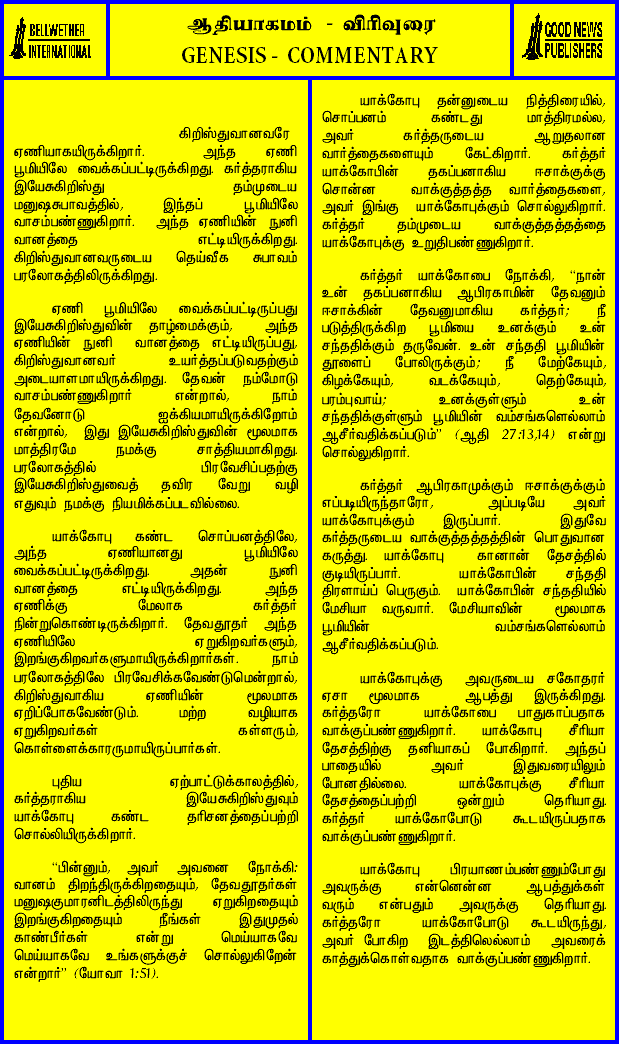 BELLWETHER
INTERNATIONAL
ஆதியாகமம் - விரிவுரை
GENESIS - COMMENTARY
GOOD NEWS
PUBLISHERS
கிறிஸ்துவானவரே
ஏணியாகயிருக்கிறார். அந்த ஏணி
பூமியிலே வைக்கப்பட்டிருக்கிறது. கர்த்தராகிய
இயேசுகிறிஸ்து தம்முடைய
மனுஷசுபாவத்தில், இந்தப் பூமியிலே
வாசம்பண்ணுகிறார். அந்த ஏணியின் நுனி
வானத்தை எட்டியிருக்கிறது.
கிறிஸ்துவானவருடைய தெய்வீக சுபாவம்
பரலோகத்திலிருக்கிறது.
ஏணி பூமியிலே வைக்கப்பட்டிருப்பது
இயேசுகிறிஸ்துவின் தாழ்மைக்கும், அந்த
ஏணியின் நுனி வானத்தை எட்டியிருப்பது,
கிறிஸ்துவானவர் உயர்த்தப்படுவதற்கும்
அடையாளமாயிருக்கிறது. தேவன் நம்மோடு
வாசம்பண்ணுகிறார் என்றால், நாம்
தேவனோடு ஐக்கியமாயிருக்கிறோம்
என்றால், இது இயேசுகிறிஸ்துவின் மூலமாக
மாத்திரமே நமக்கு சாத்தியமாகிறது.
பரலோகத்தில் பிரவேசிப்பதற்கு
இயேசுகிறிஸ்துவைத் தவிர வேறு வழி
எதுவும் நமக்கு நியமிக்கப்படவில்லை.
யாக்கோபு கண்ட சொப்பனத்திலே,
அந்த ஏணியானது பூமியிலே
வைக்கப்பட்டிருக்கிறது. அதன் நுனி
வானத்தை எட்டியிருக்கிறது. அந்த
ஏணிக்கு மேலாக கர்த்தர்
நின்றுகொண்டிருக்கிறார். தேவதூதர் அந்த
ஏணியிலே ஏறுகிறவர்களும்,
இறங்குகிறவர்களுமாயிருக்கிறார்கள். நாம்
பரலோகத்திலே பிரவேசிக்கவேண்டுமென்றால்,
கிறிஸ்துவாகிய ஏணியின் மூலமாக
ஏறிப்போகவேண்டும். மற்ற வழியாக
ஏறுகிறவர்கள் கள்ளரும்,
கொள்ளைக்காரருமாயிருப்பார்கள்.
புதிய ஏற்பாட்டுக்காலத்தில்,
கர்த்தராகிய இயேசுகிறிஸ்துவும்
யாக்கோபு கண்ட தரிசனத்தைப்பற்றி
சொல்லியிருக்கிறார்.
“பின்னும், அவர் அவனை நோக்கி:
வானம் திறந்திருக்கிறதையும், தேவதூதர்கள்
மனுஷகுமாரனிடத்திலிருந்து ஏறுகிறதையும்
இறங்குகிறதையும் நீங்கள் இதுமுதல்
காண்பீர்கள் என்று மெய்யாகவே
மெய்யாகவே உங்களுக்குச் சொல்லுகிறேன்
என்றார்” (யோவா 1:51).
யாக்கோபு தன்னுடைய நித்திரையில்,
சொப்பனம் கண்டது மாத்திரமல்ல,
அவர் கர்த்தருடைய ஆறுதலான
வார்த்தைகளையும் கேட்கிறார். கர்த்தர்
யாக்கோபின் தகப்பனாகிய ஈசாக்குக்கு
சொன்ன வாக்குத்தத்த வார்த்தைகளை,
அவர் இங்கு யாக்கோபுக்கும் சொல்லுகிறார்.
கர்த்தர் தம்முடைய வாக்குத்தத்தத்தை
யாக்கோபுக்கு உறுதிபண்ணுகிறார்.
கர்த்தர் யாக்கோபை நோக்கி, “நான்
உன் தகப்பனாகிய ஆபிரகாமின் தேவனும்
ஈசாக்கின் தேவனுமாகிய கர்த்தர்; நீ
படுத்திருக்கிற பூமியை உனக்கும் உன்
சந்ததிக்கும் தருவேன். உன் சந்ததி பூமியின்
தூளைப் போலிருக்கும்; நீ மேற்கேயும்,
கிழக்கேயும், வடக்கேயும், தெற்கேயும்,
பரம்புவாய்; உனக்குள்ளும் உன்
சந்ததிக்குள்ளும் பூமியின் வம்சங்களெல்லாம்
ஆசீர்வதிக்கப்படும்” (ஆதி 27:13,14) என்று
சொல்லுகிறார்.
கர்த்தர் ஆபிரகாமுக்கும் ஈசாக்குக்கும்
எப்படியிருந்தாரோ, அப்படியே அவர்
யாக்கோபுக்கும் இருப்பார். இதுவே
கர்த்தருடைய வாக்குத்தத்தத்தின் பொதுவான
கருத்து. யாக்கோபு கானான் தேசத்தில்
குடியிருப்பார். யாக்கோபின் சந்ததி
திரளாய்ப் பெருகும். யாக்கோபின் சந்ததியில்
மேசியா வருவார். மேசியாவின் மூலமாக
பூமியின் வம்சங்களெல்லாம்
ஆசீர்வதிக்கப்படும்.
யாக்கோபுக்கு அவருடைய சகோதரர்
ஏசா மூலமாக ஆபத்து இருக்கிறது.
கர்த்தரோ யாக்கோபை பாதுகாப்பதாக
வாக்குப்பண்ணுகிறார். யாக்கோபு சீரியா
தேசத்திற்கு தனியாகப் போகிறார். அந்தப்
பாதையில் அவர் இதுவரையிலும்
போனதில்லை. யாக்கோபுக்கு சீரியா
தேசத்தைப்பற்றி ஒன்றும் தெரியாது.
கர்த்தர் யாக்கோபோடு கூடயிருப்பதாக
வாக்குப்பண்ணுகிறார்.
யாக்கோபு பிரயாணம்பண்ணும்போது
அவருக்கு என்னென்ன ஆபத்துக்கள்
வரும் என்பதும் அவருக்கு தெரியாது.
கர்த்தரோ யாக்கோபோடு கூடயிருந்து,
அவர் போகிற இடத்திலெல்லாம் அவரைக்
காத்துக்கொள்வதாக வாக்குப்பண்ணுகிறார்.